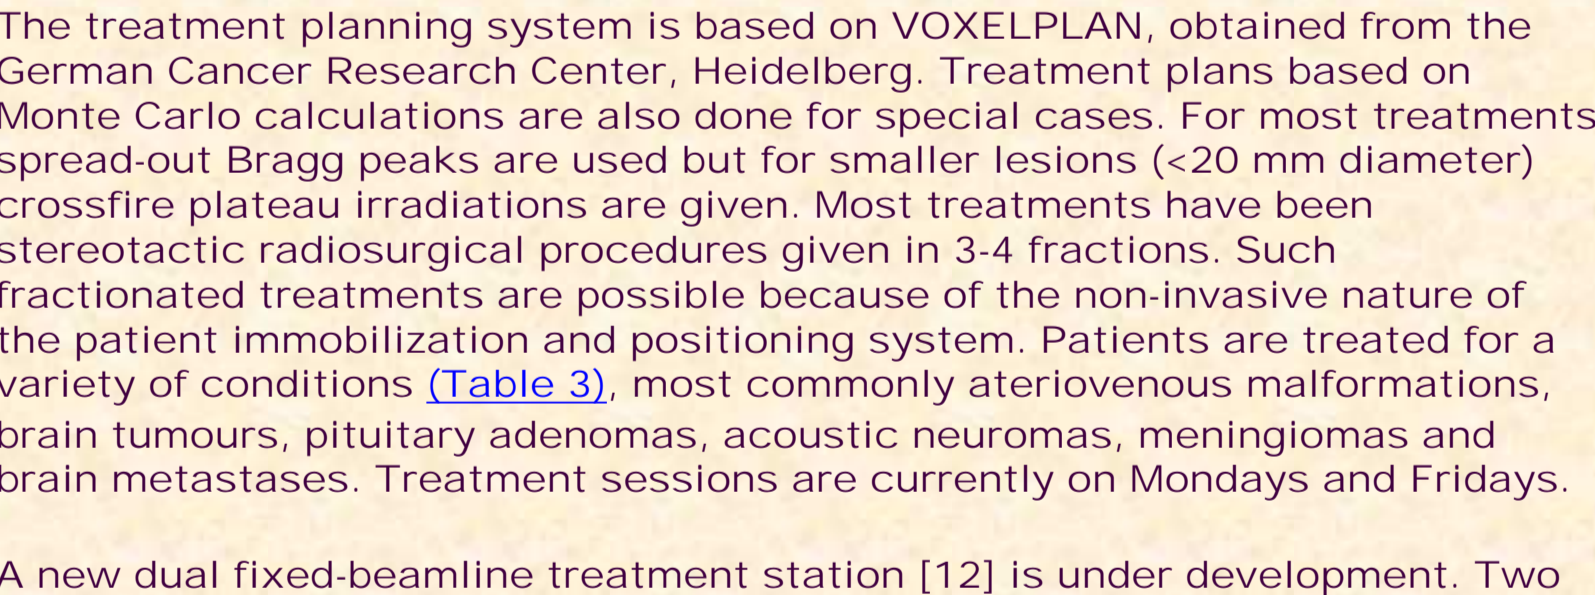 The treatment planning system is based on VOXELPLAN, obtained from the
German Cancer Research Center, Heidelberg. Treatment plans based on
Monte Carlo calculations are also done for special cases. For most treatments
spread-out Bragg peaks are used but for smaller lesions (<20 mm diameter)
crossfire plateau irradiations are given. Most treatments have been
stereotactic radiosurgical procedures given in 3-4 fractions. Such
fractionated treatments are possible because of the non-invasive nature of
the patient immobilization and positioning system. Patients are treated for a
variety of conditions (Table 3), most commonly ateriovenous malformations,
brain tumours, pituitary adenomas, acoustic neuromas, meningiomas and
brain metastases. Treatment sessions are currently on Mondays and Fridays.
A new dual fixed-beamline treatment station [12] is under development. Two